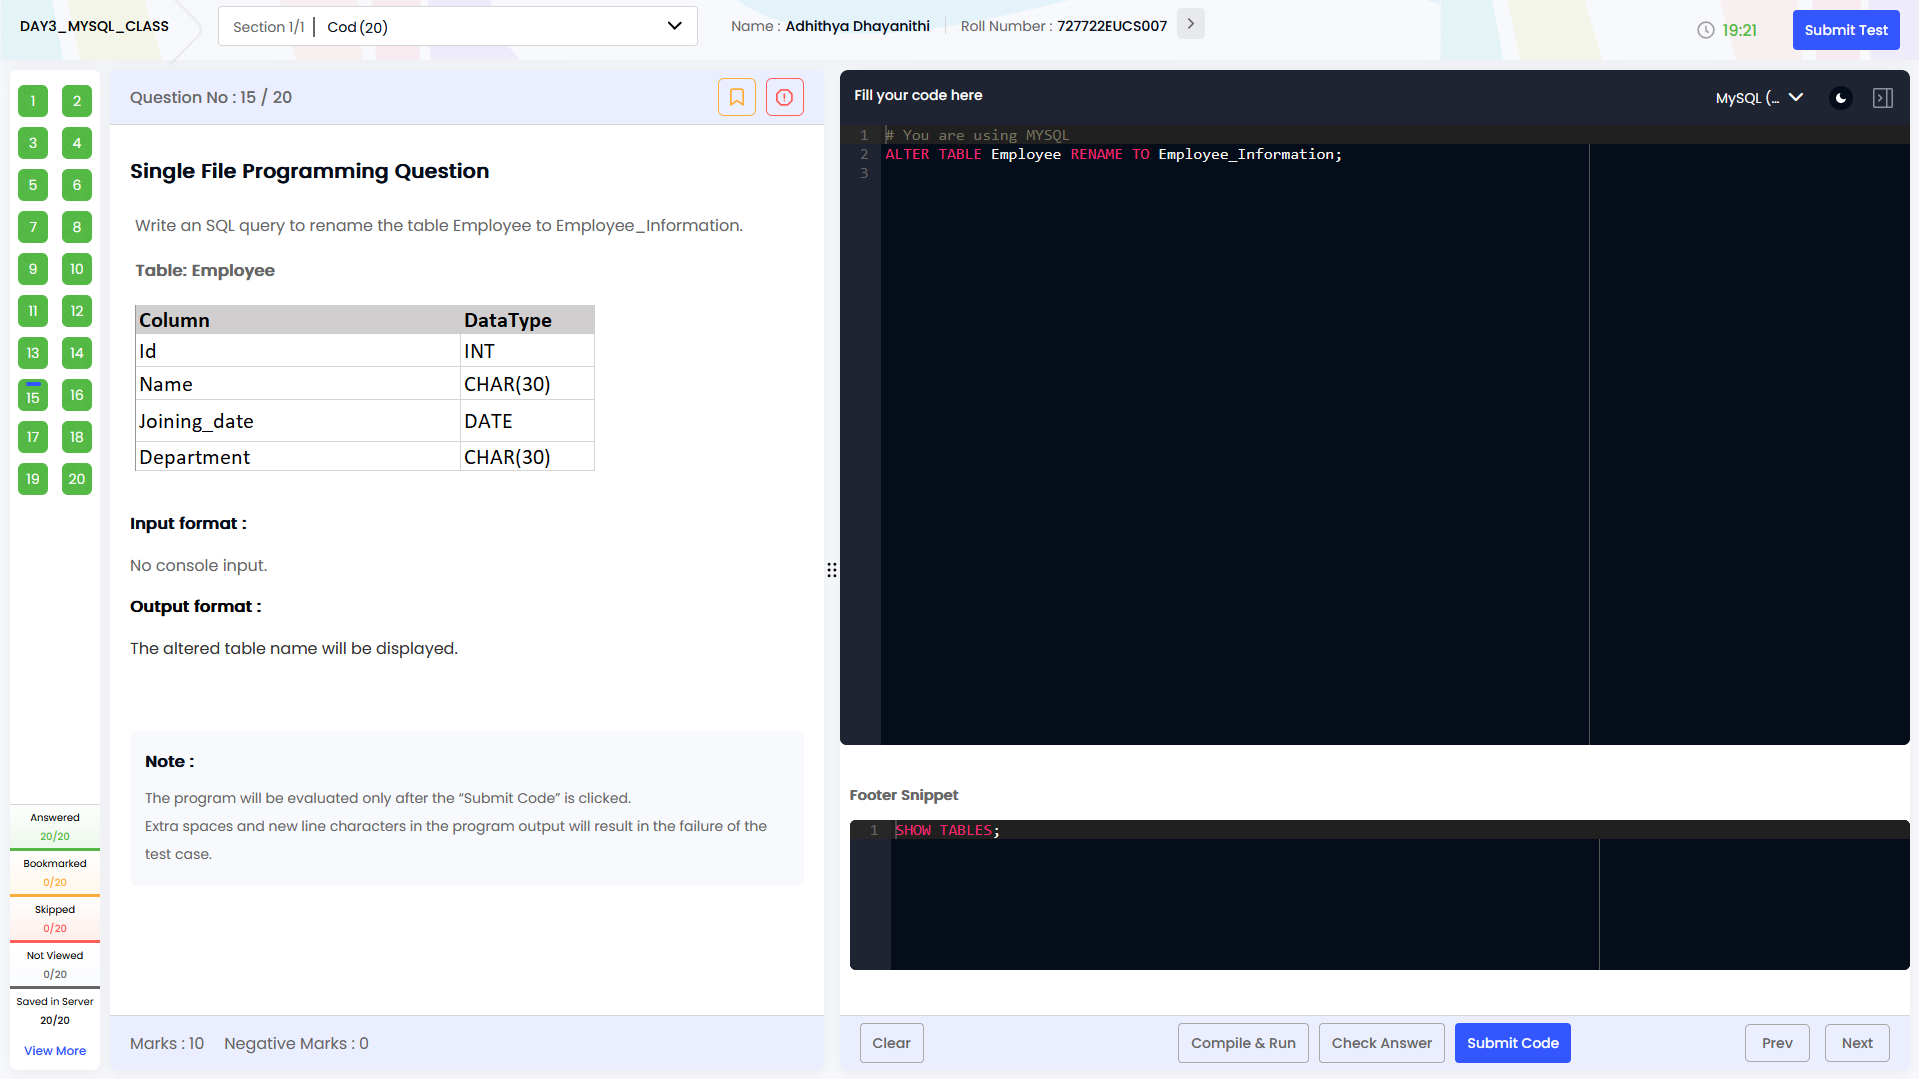 DAY3_MYSQL_CLASS
Section 1/1 | Cod (20)
Name : Adhithya Dhayanithi
Roll Number : 727722EUCS007
19:21
Submit Test
1 2
3 4
5 6
7 8
9 10
11 12
13 14
15 16
17 18
19 20
Answered
20/20
Bookmarked
0/20
Skipped
0/20
Not Viewed
0/20
Saved in Server
20/20
View More
Question No : 15 / 20
Single File Programming Question
Write an SQL query to rename the table Employee to Employee_Information.
Table: Employee
Column DataType
Id INT
Name CHAR(30)
Joining_date DATE
Department CHAR(30)
Input format :
No console input.
Output format :
The altered table name will be displayed.
Note :
The program will be evaluated only after the “Submit Code” is clicked.
Extra spaces and new line characters in the program output will result in the failure of the
test case.
Marks : 10 Negative Marks : 0
Fill your code here
MySQL (...
1 # You are using MYSQL
2 ALTER TABLE Employee RENAME TO Employee_Information;
3
Footer Snippet
1 SHOW TABLES;
Clear
Compile & Run
Check Answer
Submit Code
Prev
Next